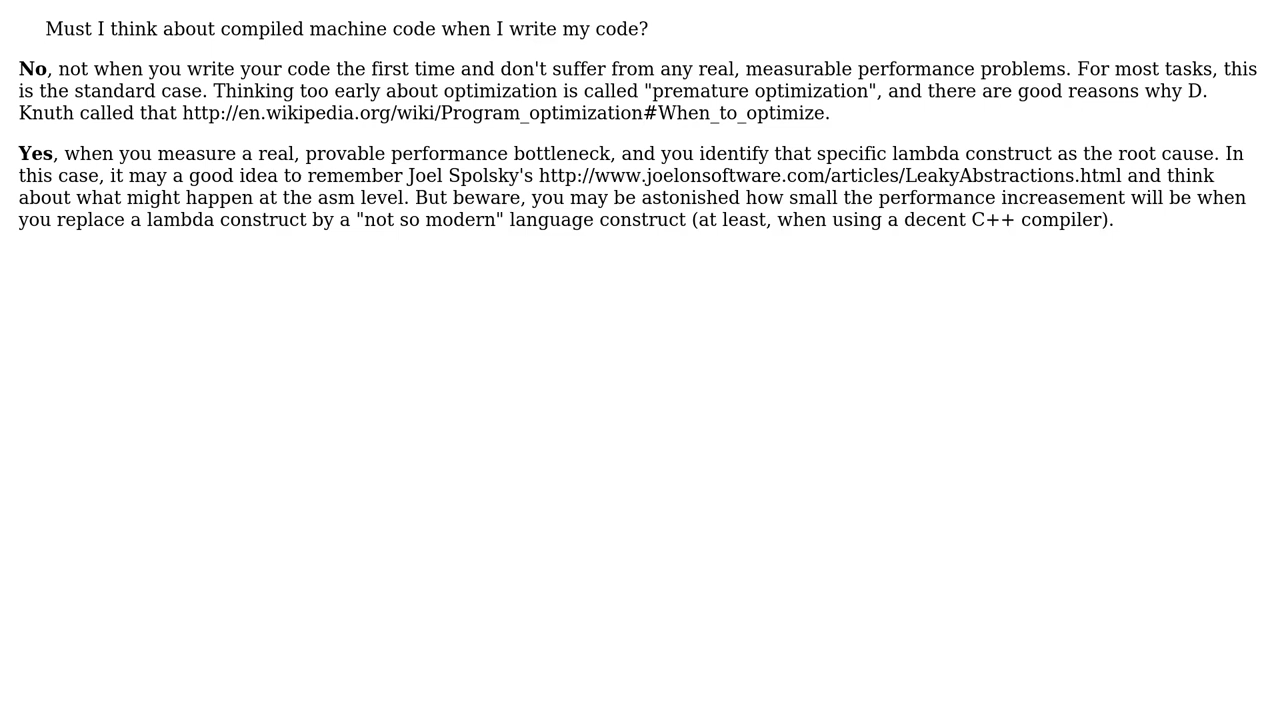 Must I think about compiled machine code when I write my code?
No, not when you write your code the first time and don't suffer from any real, measurable performance problems. For most tasks, this
is the standard case. Thinking too early about optimization is called "premature optimization", and there are good reasons why D.
Knuth called that http://en.wikipedia.org/wiki/Program_optimization#When_to_optimize.
Yes, when you measure a real, provable performance bottleneck, and you identify that specific lambda construct as the root cause. In
this case, it may a good idea to remember Joel Spolsky's http://www.joelonsoftware.com/articles/LeakyAbstractions.html and think
about what might happen at the asm level. But beware, you may be astonished how small the performance increasement will be when
you replace a lambda construct by a "not so modern" language construct (at least, when using a decent C++ compiler).